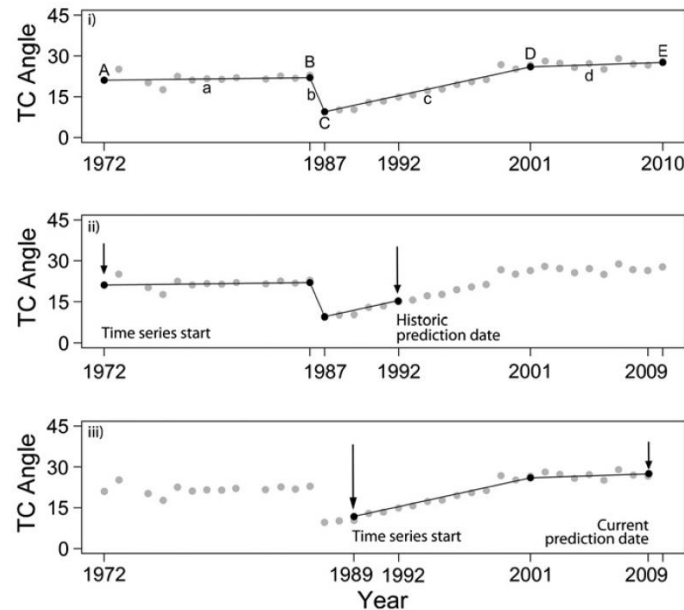 i)
TC Angle
45
30
15
0
A
B
D
E
a
b
c
d
C
1972
1987
1992
2001
2010
ii)
TC Angle
45
30
15
0
Time series start
Historic
prediction date
1972
1987
1992
2001
2009
iii)
TC Angle
45
30
15
0
Time series start
Current
prediction date
1972
1989
1992
2001
2009
Year